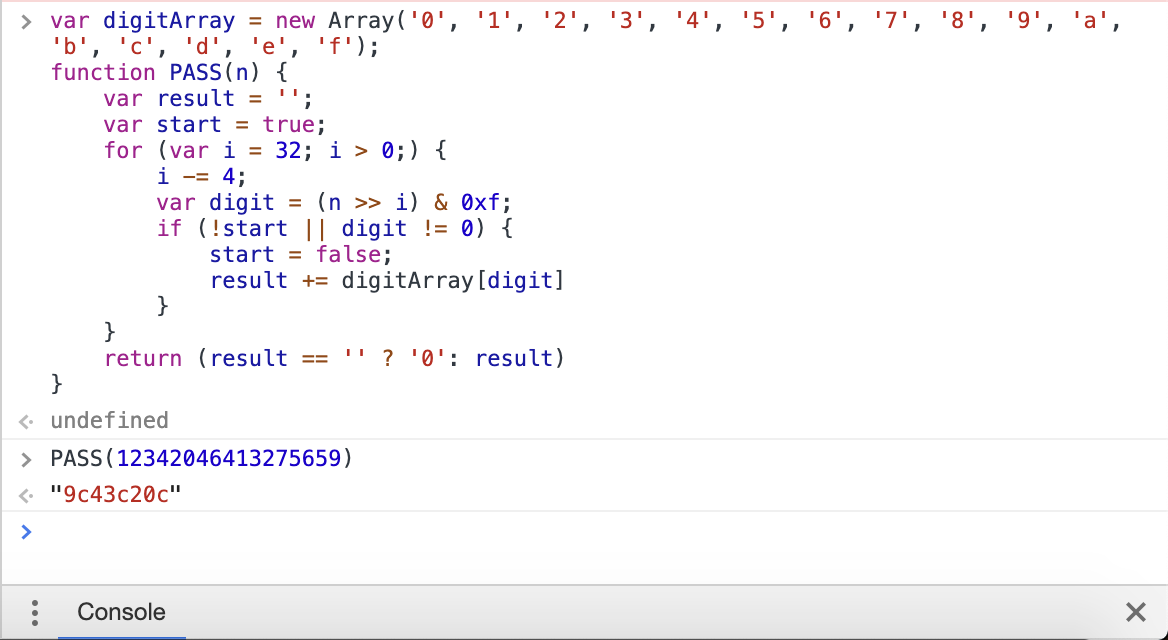 > var digitArray = new Array('0', '1', '2', '3', '4', '5', '6', '7', '8', '9', 'a',
'b', 'c', 'd', 'e', 'f');
function PASS(n) {
    var result = '';
    var start = true;
    for (var i = 32; i > 0;) {
        i -= 4;
        var digit = (n >> i) & 0xf;
        if (!start || digit != 0) {
            start = false;
            result += digitArray[digit]
        }
    }
    return (result == '' ? '0': result)
}
undefined
> PASS(12342046413275659)
"9c43c20c"
>
Console